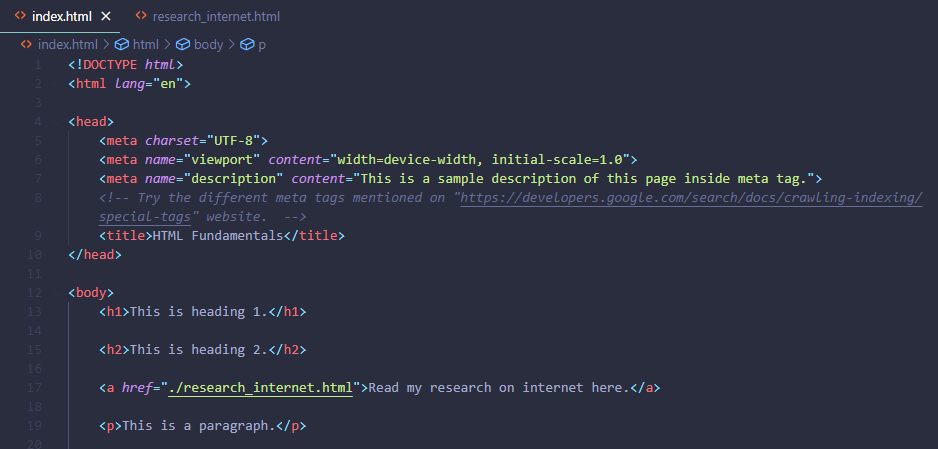 index.html
research_internet.html
index.html > html > body > p
1 <!DOCTYPE html>
2 <html lang="en">
3
4 <head>
5 <meta charset="UTF-8">
6 <meta name="viewport" content="width=device-width, initial-scale=1.0">
7 <meta name="description" content="This is a sample description of this page inside meta tag.">
8 <!-- Try the different meta tags mentioned on "https://developers.google.com/search/docs/crawling-indexing/
special-tags" website.  -->
9 <title>HTML Fundamentals</title>
10 </head>
11
12 <body>
13 <h1>This is heading 1.</h1>
14
15 <h2>This is heading 2.</h2>
16
17 <a href="./research_internet.html">Read my research on internet here.</a>
18
19 <p>This is a paragraph.</p>
20